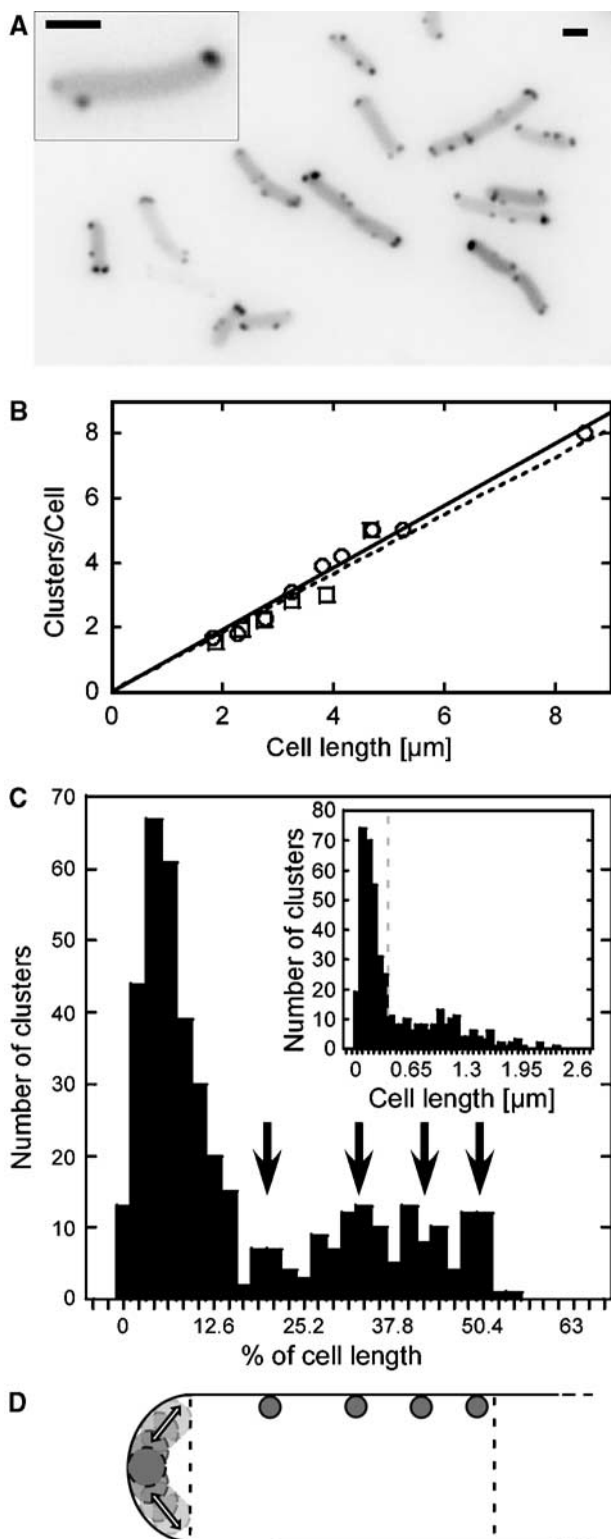 A
B
Clusters/Cell
8
6
4
2
0
0 2 4 6 8
Cell length [µm]
C
Number of clusters
70
60
50
40
30
20
10
0
0 12.6 25.2 37.8 50.4 63
% of cell length
Number of clusters
80
70
60
50
40
30
20
10
0
0 0.65 1.3 1.95 2.6
Cell length [µm]
D